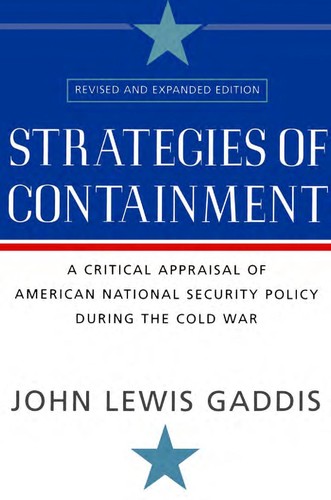 REVISED AND EXPANDED EDITION
STRATEGIES OF
CONTAINMENT
A CRITICAL APPRAISAL OF
AMERICAN NATIONAL SECURITY POLICY
DURING THE COLD WAR
JOHN LEWIS GADDIS